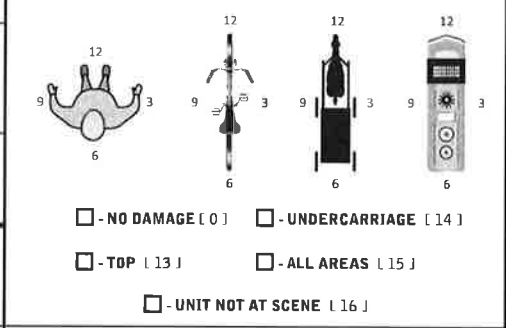 12 12 12
12
9 3 9 3 9 3 9 3
6
6 6 6
☐ - NO DAMAGE [ 0 ] ☐ - UNDERCARRIAGE [ 14 ]
☐ - TOP [ 13 ] ☐ - ALL AREAS [ 15 ]
☐ - UNIT NOT AT SCENE [ 16 ]